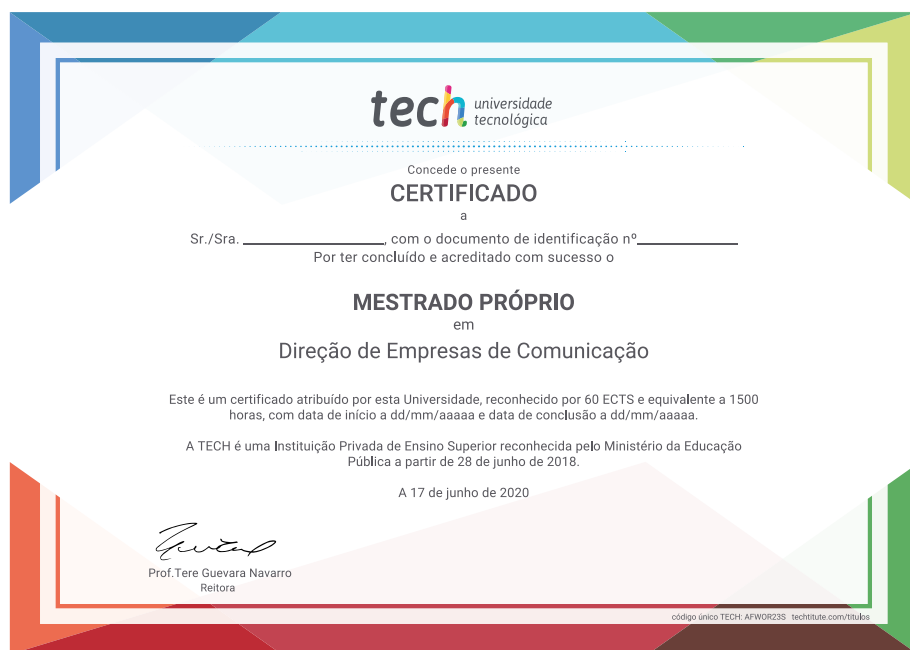 tech universidade
tecnológica
Concede o presente
CERTIFICADO
a
Sr./Sra. ________________, com o documento de identificação nº____________
Por ter concluído e acreditado com sucesso o
MESTRADO PRÓPRIO
em
Direção de Empresas de Comunicação
Este é um certificado atribuído por esta Universidade, reconhecido por 60 ECTS e equivalente a 1500
horas, com data de início a dd/mm/aaaaa e data de conclusão a dd/mm/aaaaa.
A TECH é uma Instituição Privada de Ensino Superior reconhecida pelo Ministério da Educação
Pública a partir de 28 de junho de 2018.
A 17 de junho de 2020
Prof.Tere Guevara Navarro
Reitora
código único TECH: AFWOR23S techtitute.com/titulos